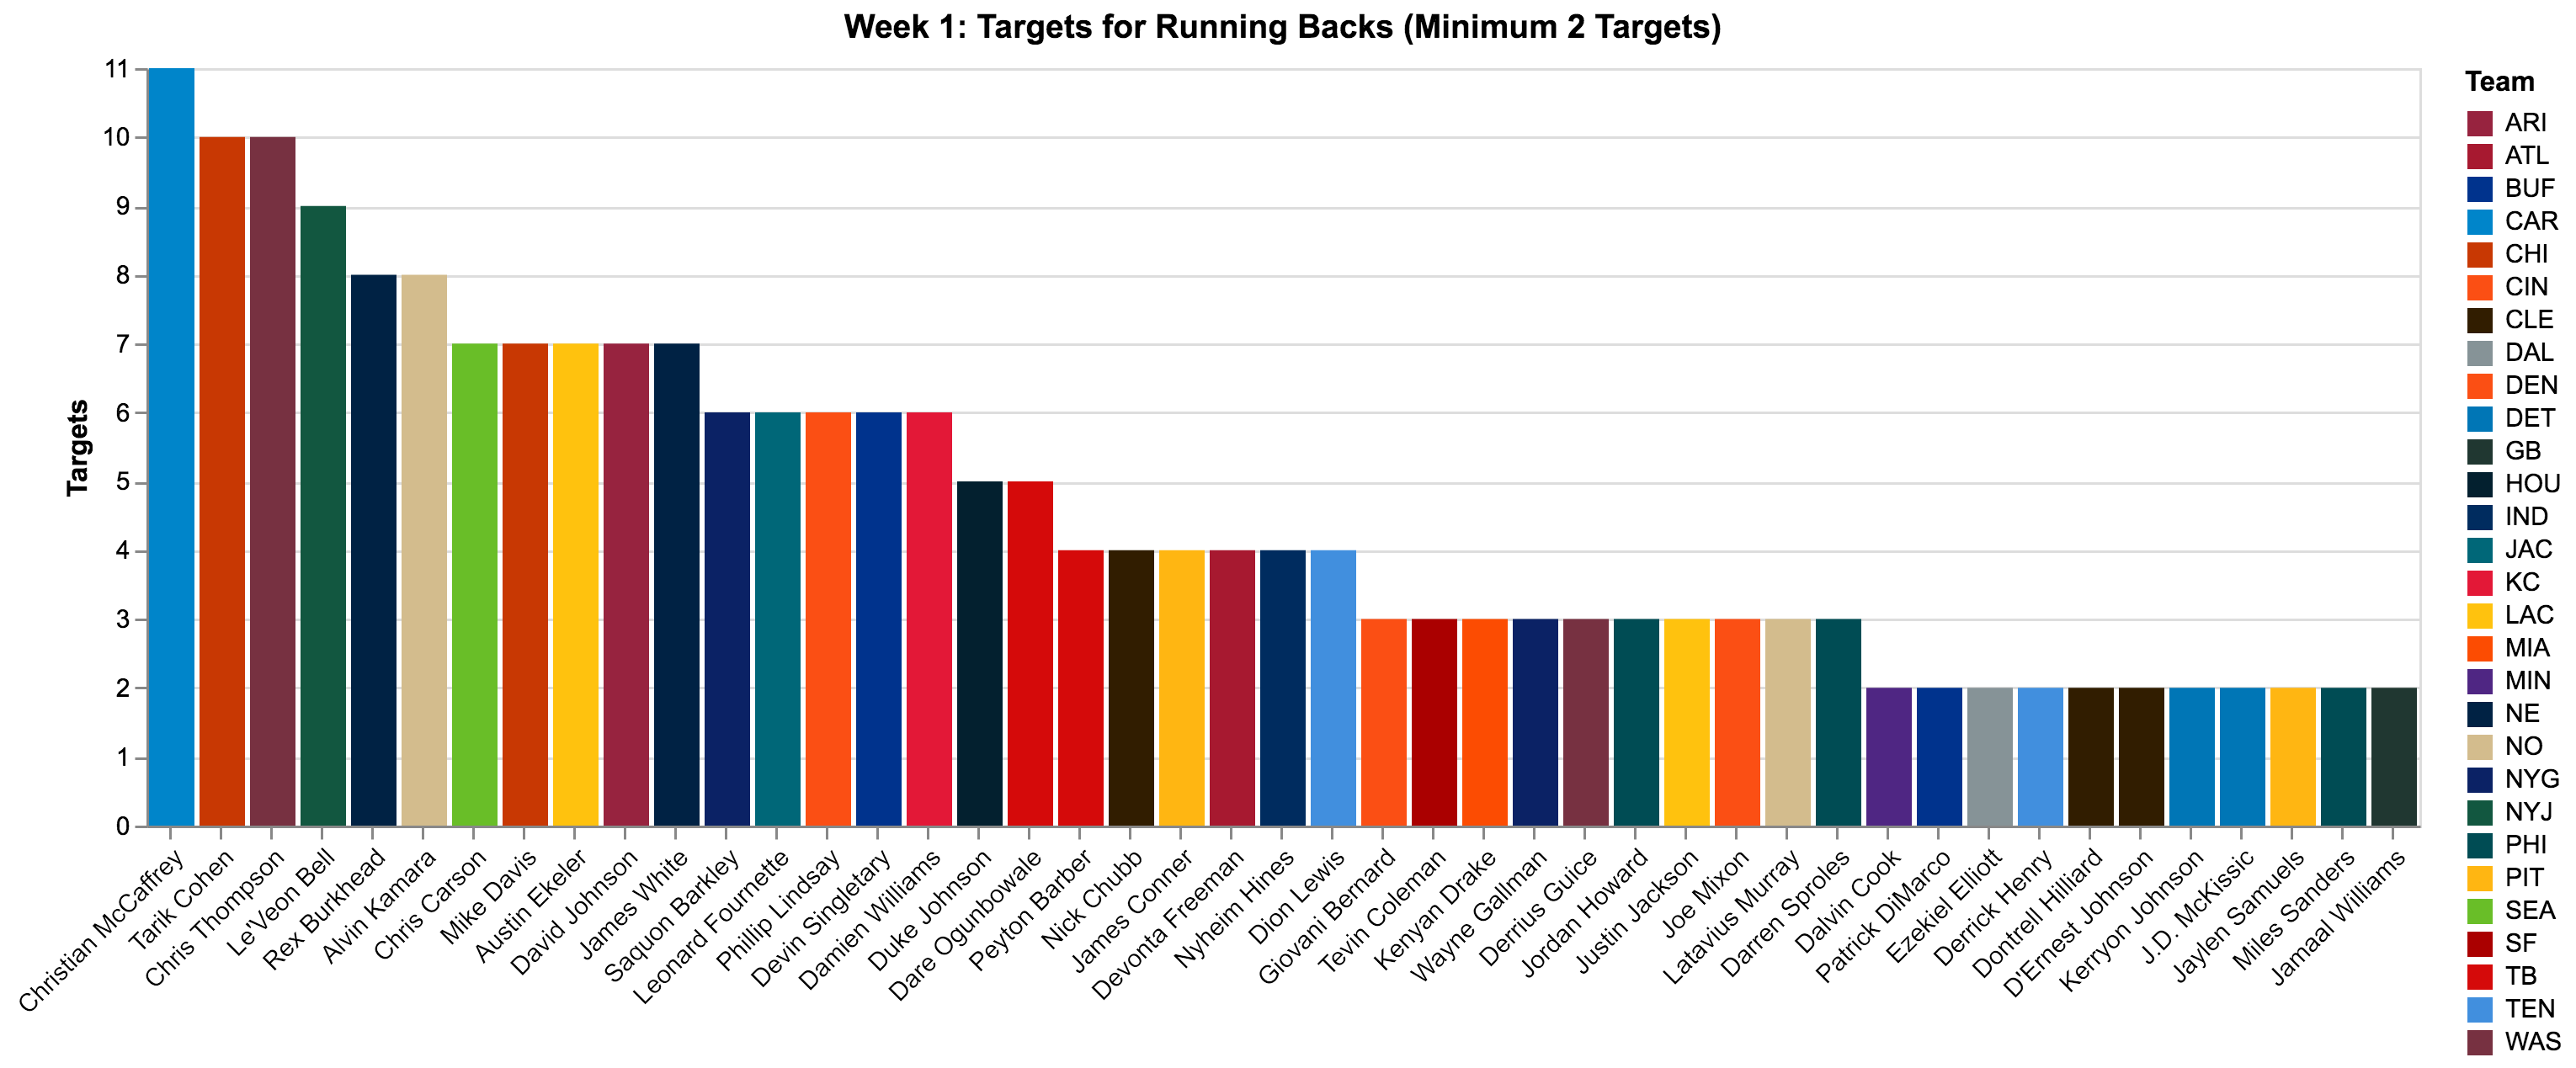 Week 1: Targets for Running Backs (Minimum 2 Targets)
Targets
11
10
9
8
7
6
5
4
3
2
1
0
Christian McCaffrey
Tarik Cohen
Chris Thompson
Le'Veon Bell
Rex Burkhead
Alvin Kamara
Chris Carson
Mike Davis
Austin Ekeler
David Johnson
James White
Saquon Barkley
Leonard Fournette
Phillip Lindsay
Devin Singletary
Damien Williams
Duke Johnson
Dare Ogunbowale
Peyton Barber
Nick Chubb
James Conner
Devonta Freeman
Nyheim Hines
Dion Lewis
Giovani Bernard
Tevin Coleman
Kenyan Drake
Wayne Gallman
Derrius Guice
Jordan Howard
Justin Jackson
Joe Mixon
Latavius Murray
Darren Sproles
Dalvin Cook
Patrick DiMarco
Ezekiel Elliott
Derrick Henry
Dontrell Hilliard
D'Ernest Johnson
Kerryon Johnson
J.D. McKissic
Jaylen Samuels
Miles Sanders
Jamaal Williams
Team
ARI
ATL
BUF
CAR
CHI
CIN
CLE
DAL
DEN
DET
GB
HOU
IND
JAC
KC
LAC
MIA
MIN
NE
NO
NYG
NYJ
PHI
PIT
SEA
SF
TB
TEN
WAS